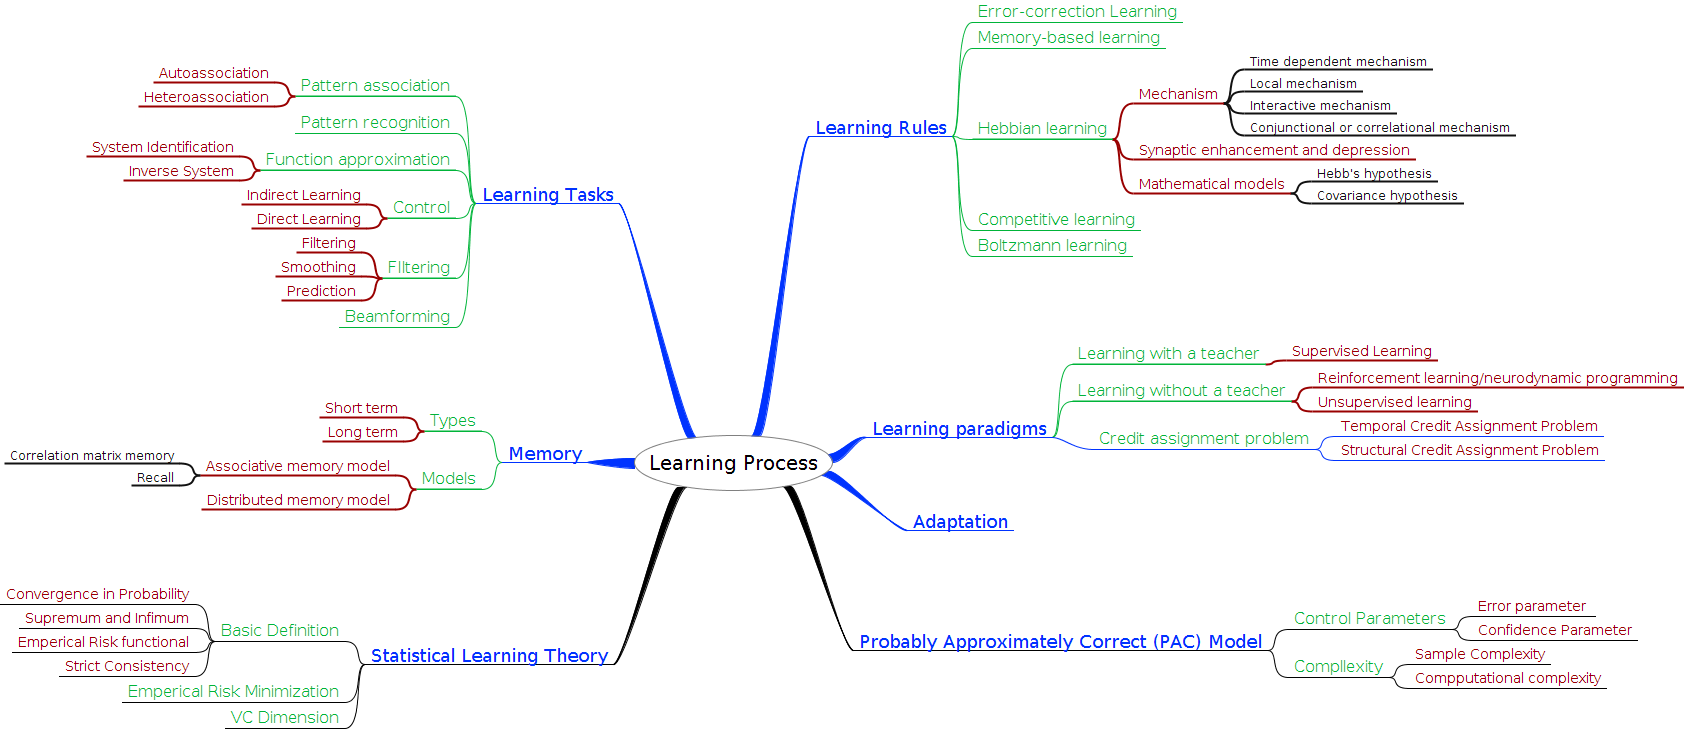 Learning Process
Learning Rules
Error-correction Learning
Memory-based learning
Hebbian learning
Mechanism
Time dependent mechanism
Local mechanism
Interactive mechanism
Conjunctional or correlational mechanism
Synaptic enhancement and depression
Mathematical models
Hebb's hypothesis
Covariance hypothesis
Competitive learning
Boltzmann learning
Learning paradigms
Learning with a teacher
Supervised Learning
Learning without a teacher
Reinforcement learning/neurodynamic programming
Unsupervised learning
Credit assignment problem
Temporal Credit Assignment Problem
Structural Credit Assignment Problem
Adaptation
Probably Approximately Correct (PAC) Model
Control Parameters
Error parameter
Confidence Parameter
Compllexity
Sample Complexity
Compputational complexity
Learning Tasks
Pattern association
Autoassociation
Heteroassociation
Pattern recognition
Function approximation
System Identification
Inverse System
Control
Indirect Learning
Direct Learning
FIltering
Filtering
Smoothing
Prediction
Beamforming
Memory
Types
Short term
Long term
Models
Associative memory model
Correlation matrix memory
Recall
Distributed memory model
Statistical Learning Theory
Basic Definition
Convergence in Probability
Supremum and Infimum
Emperical Risk functional
Strict Consistency
Emperical Risk Minimization
VC Dimension